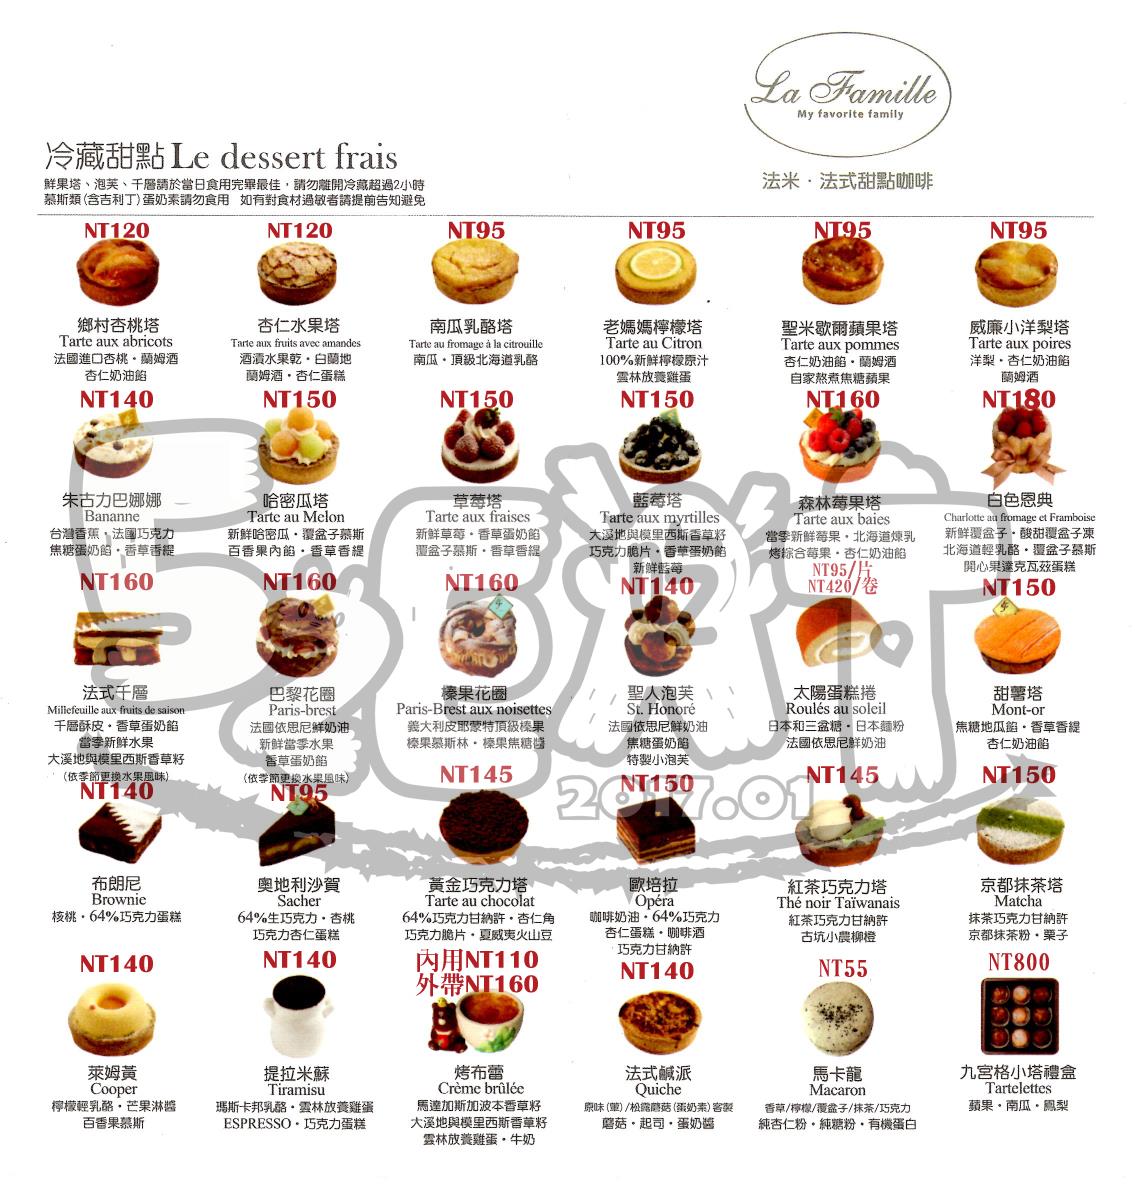 La Famille
My favorite family
法米·法式甜點咖啡
冷藏甜點 Le dessert frais
鮮果塔、泡芙、千層請於當日食用完畢最佳，請勿離開冷藏超過2小時
慕斯類(含吉利丁)蛋奶素請勿食用 如有對食材過敏者請提前告知避免
NT120
鄉村杏桃塔
Tarte aux abricots
法國進口杏桃·蘭姆酒
杏仁奶油餡
NT120
杏仁水果塔
Tarte aux fruits avec amandes
酒漬水果乾·白蘭地
蘭姆酒·杏仁蛋糕
NT95
南瓜乳酪塔
Tarte au fromage à la citrouille
南瓜·頂級北海道乳酪
NT95
老媽媽檸檬塔
Tarte au Citron
100%新鮮檸檬原汁
雲林放養雞蛋
NT95
聖米歇爾蘋果塔
Tarte aux pommes
杏仁奶油餡·蘭姆酒
自家熬煮焦糖蘋果
NT95
威廉小洋梨塔
Tarte aux poires
洋梨·杏仁奶油餡
蘭姆酒
NT140
朱古力巴娜娜
Bananne
台灣香蕉·法國巧克力
焦糖蛋奶餡·香草香緹
NT150
哈密瓜塔
Tarte au Melon
新鮮哈密瓜·覆盆子慕斯
百香果內餡·香草香緹
NT150
草莓塔
Tarte aux fraises
新鮮草莓·香草蛋奶餡
覆盆子慕斯·香草香緹
NT150
藍莓塔
Tarte aux myrtilles
大溪地與模里西斯香草籽
巧克力脆片·香草蛋奶餡
新鮮藍莓
NT160
森林莓果塔
Tarte aux baies
當季新鮮莓果·北海道煉乳
烤綜合莓果·杏仁奶油餡
NT180
白色恩典
Charlotte au fromage et Framboise
新鮮覆盆子·酸甜覆盆子凍
北海道輕乳酪·覆盆子慕斯
開心果達克瓦茲蛋糕
NT160
法式千層
Millefeuille aux fruits de saison
千層酥皮·香草蛋奶餡
當季新鮮水果
大溪地與模里西斯香草籽
(依季節更換水果風味)
NT160
巴黎花圈
Paris-brest
法國依思尼鮮奶油
新鮮當季水果
香草蛋奶餡
(依季節更換水果風味)
NT160
榛果花圈
Paris-Brest aux noisettes
義大利皮耶蒙特頂級榛果
榛果慕斯林·榛果焦糖醬
NT140
聖人泡芙
St. Honoré
法國依思尼鮮奶油
焦糖蛋奶餡
特製小泡芙
NT95/片
NT420/卷
太陽蛋糕捲
Roulés au soleil
日本和三盆糖·日本麵粉
法國依思尼鮮奶油
NT150
甜薯塔
Mont-or
焦糖地瓜餡·香草香緹
杏仁奶油餡
NT140
布朗尼
Brownie
核桃·64%巧克力蛋糕
NT95
奧地利沙賀
Sacher
64%生巧克力·杏桃
巧克力杏仁蛋糕
NT145
黃金巧克力塔
Tarte au chocolat
64%巧克力甘納許·杏仁角
巧克力脆片·夏威夷火山豆
NT150
歐培拉
Opéra
咖啡奶油·64%巧克力
杏仁蛋糕·咖啡酒
巧克力甘納許
NT145
紅茶巧克力塔
Thé noir Taïwanais
紅茶巧克力甘納許
古坑小農柳橙
NT150
京都抹茶塔
Matcha
抹茶巧克力甘納許
京都抹茶粉·栗子
NT140
萊姆黃
Cooper
檸檬輕乳酪·芒果淋醬
百香果慕斯
NT140
提拉米蘇
Tiramisu
瑪斯卡邦乳酪·雲林放養雞蛋
ESPRESSO·巧克力蛋糕
內用NT110
外帶NT160
烤布蕾
Crème brûlée
馬達加斯加波本香草籽
大溪地與模里西斯香草籽
雲林放養雞蛋·牛奶
NT140
法式鹹派
Quiche
原味(葷)/松露蘑菇(蛋奶素)客製
蘑菇·起司·蛋奶醬
NT55
馬卡龍
Macaron
香草/檸檬/覆盆子/抹茶/巧克力
純杏仁粉·純糖粉·有機蛋白
NT800
九宮格小塔禮盒
Tartelettes
蘋果·南瓜·鳳梨
2017.01